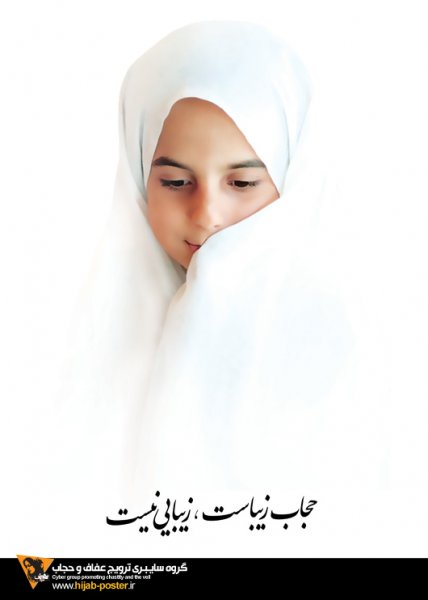 حجاب زیباست ، زیبایی نیست
گروه سایبری ترویج عفاف و حجاب
Cyber group promoting chastity and the veil
www.hijab-poster.ir